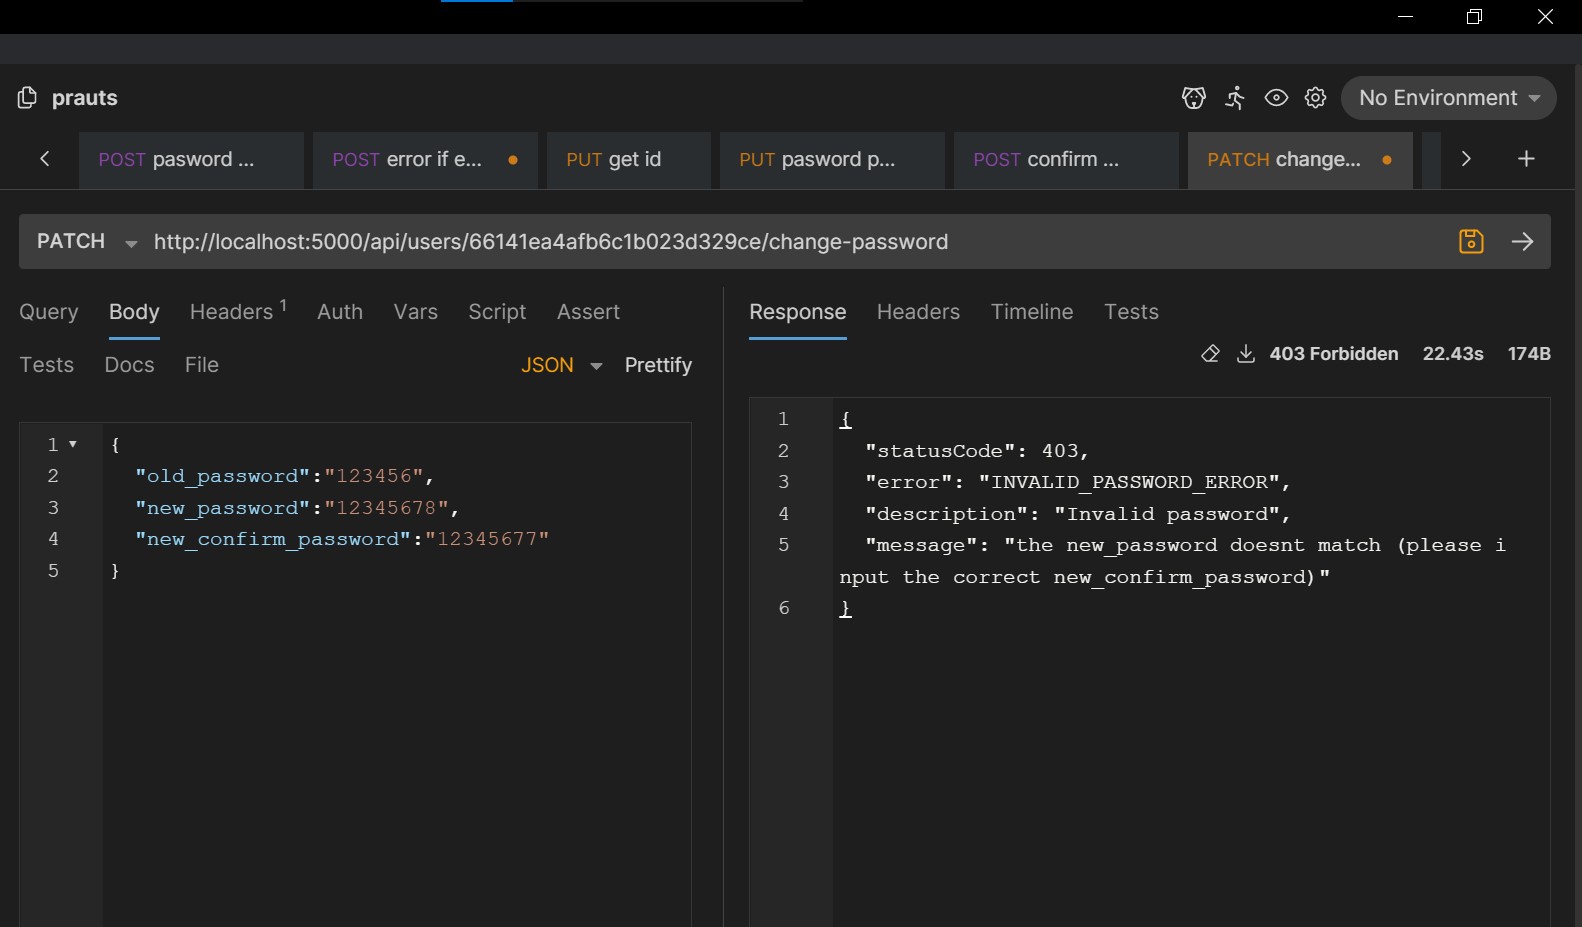 prauts
No Environment
POST pasword ...
POST error if e...
PUT get id
PUT pasword p...
POST confirm ...
PATCH change...
PATCH http://localhost:5000/api/users/66141ea4afb6c1b023d329ce/change-password
Query Body Headers 1 Auth Vars Script Assert
Tests Docs File JSON Prettify
1 {
2 "old_password":"123456",
3 "new_password":"12345678",
4 "new_confirm_password":"12345677"
5 }
Response Headers Timeline Tests
403 Forbidden 22.43s 174B
1 {
2 "statusCode": 403,
3 "error": "INVALID_PASSWORD_ERROR",
4 "description": "Invalid password",
5 "message": "the new_password doesnt match (please i
nput the correct new_confirm_password)"
6 }